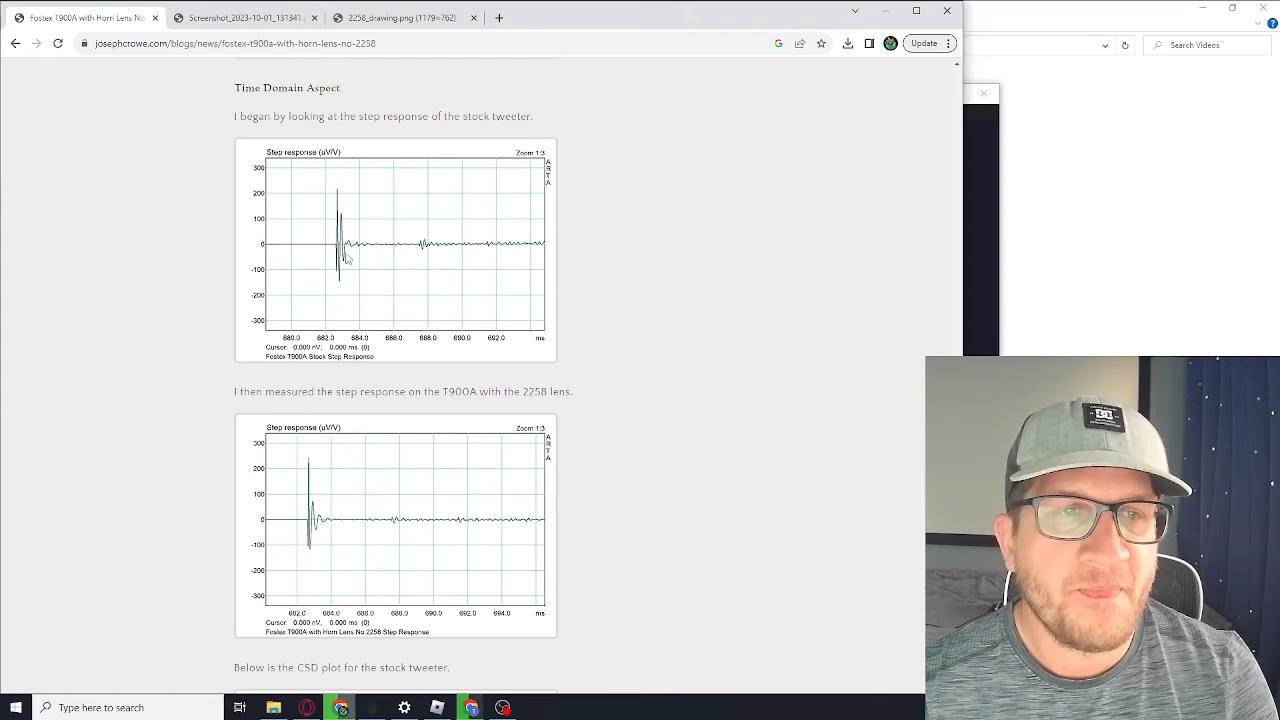 Fostex T900A with Horn Lens No.
Screenshot_2023-10-01_131341.j
2258_drawing.png (1179×762)
josephcrowe.com/blogs/news/fostex-t900a-with-horn-lens-no-2258
Update
Search Videos
Time Domain Aspect
I began by looking at the step response of the stock tweeter.
Step response (uV/V)
Zoom 1:3
A
R
T
A
300
200
100
0
-100
-200
-300
680.0 682.0 684.0 686.0 688.0 690.0 692.0 ms
Cursor: 0.000 nV, 0.000 ms (0)
Fostex T900A Stock Step Response
I then measured the step response on the T900A with the 2258 lens.
Step response (uV/V)
Zoom 1:3
A
R
T
A
300
200
100
0
-100
-200
-300
682.0 684.0 686.0 688.0 690.0 692.0 694.0 ms
Cursor: 0.000 nV, 0.000 ms (0)
Fostex T900A with Horn Lens No 2258 Step Response
Below is the CSD plot for the stock tweeter.
Type here to search
DC